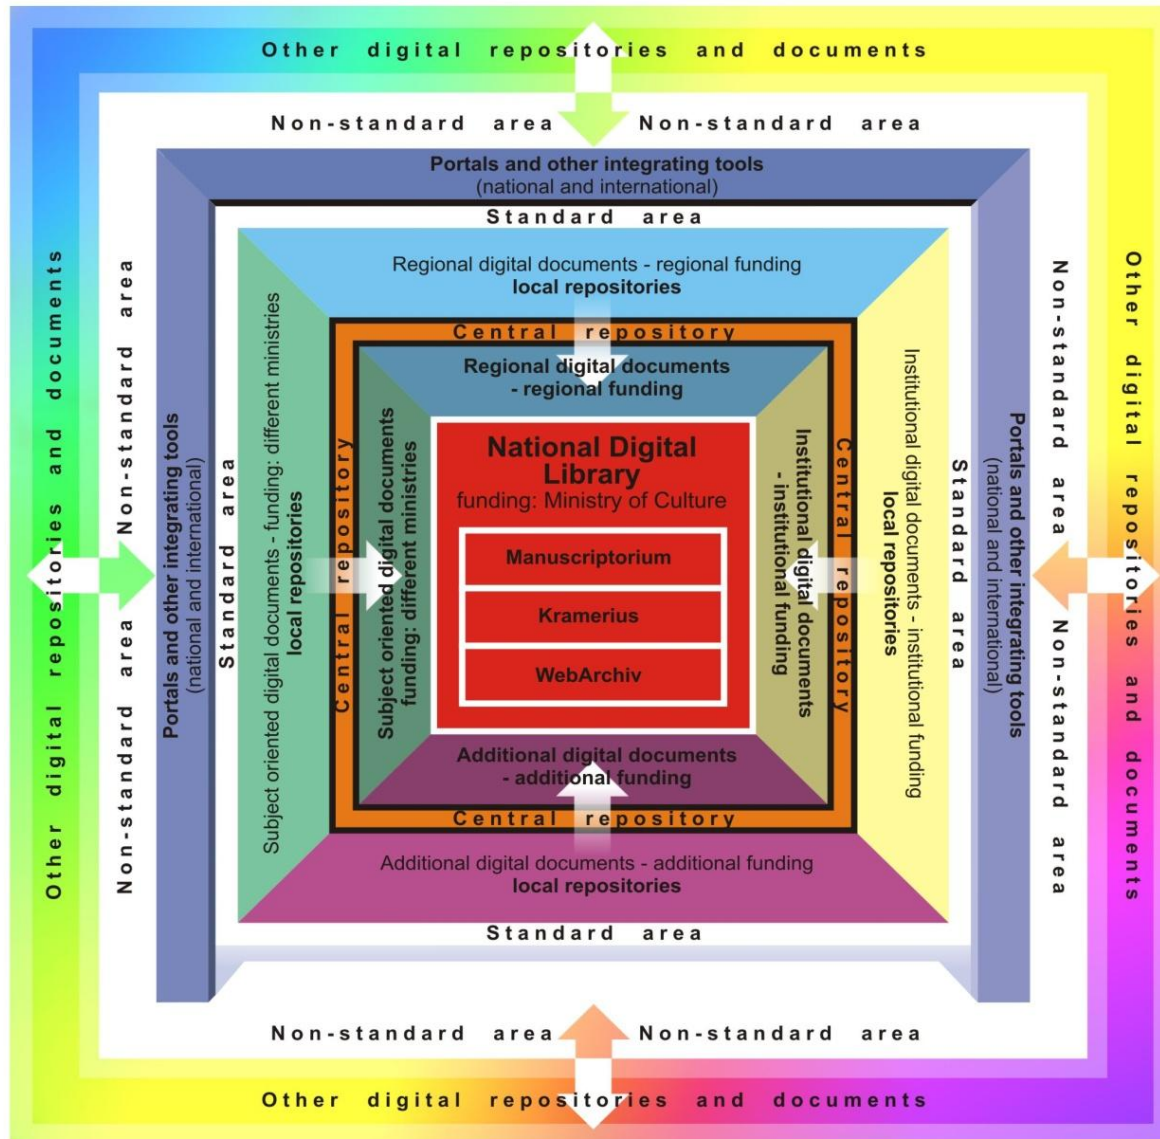 Other digital repositories and documents
Non-standard area Non-standard area
Portals and other integrating tools
(national and international)
Standard area
Regional digital documents - regional funding
local repositories
Central repository
Regional digital documents
- regional funding
Other digital repositories and documents
Non-standard area Non-standard area
Portals and other integrating tools
(national and international)
Standard area
Subject oriented digital documents - funding: different ministries
local repositories
Central repository
Subject oriented digital documents
funding: different ministries
National Digital
Library
funding: Ministry of Culture
Manuscriptorium
Kramerius
WebArchiv
Institutional digital documents
- institutional funding
Central repository
Institutional digital documents - institutional funding
local repositories
Standard area
Portals and other integrating tools
(national and international)
Non-standard area Non-standard area
Other digital repositories and documents
Additional digital documents
- additional funding
Central repository
Additional digital documents - additional funding
local repositories
Standard area
Non-standard area Non-standard area
Other digital repositories and documents